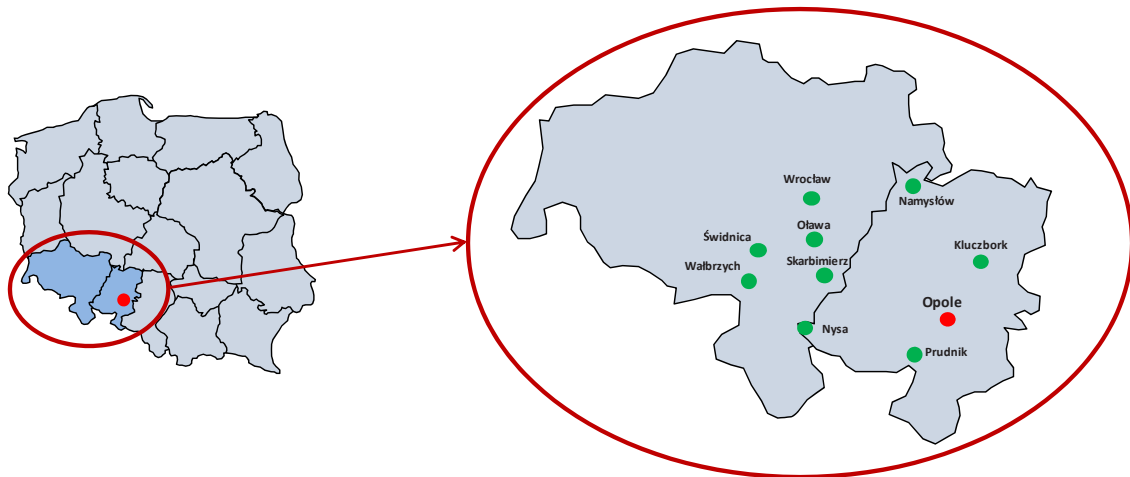 Wrocław
Namysłów
Oława
Świdnica
Kluczbork
Skarbimierz
Wałbrzych
Opole
Nysa
Prudnik